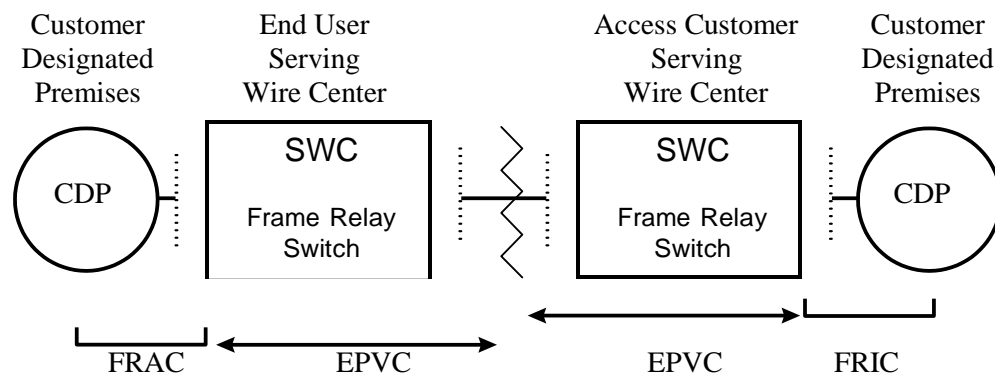 Customer
Designated
Premises
End User
Serving
Wire Center
Access Customer
Serving
Wire Center
Customer
Designated
Premises
CDP
SWC
Frame Relay
Switch
SWC
Frame Relay
Switch
CDP
FRAC
EPVC
EPVC
FRIC